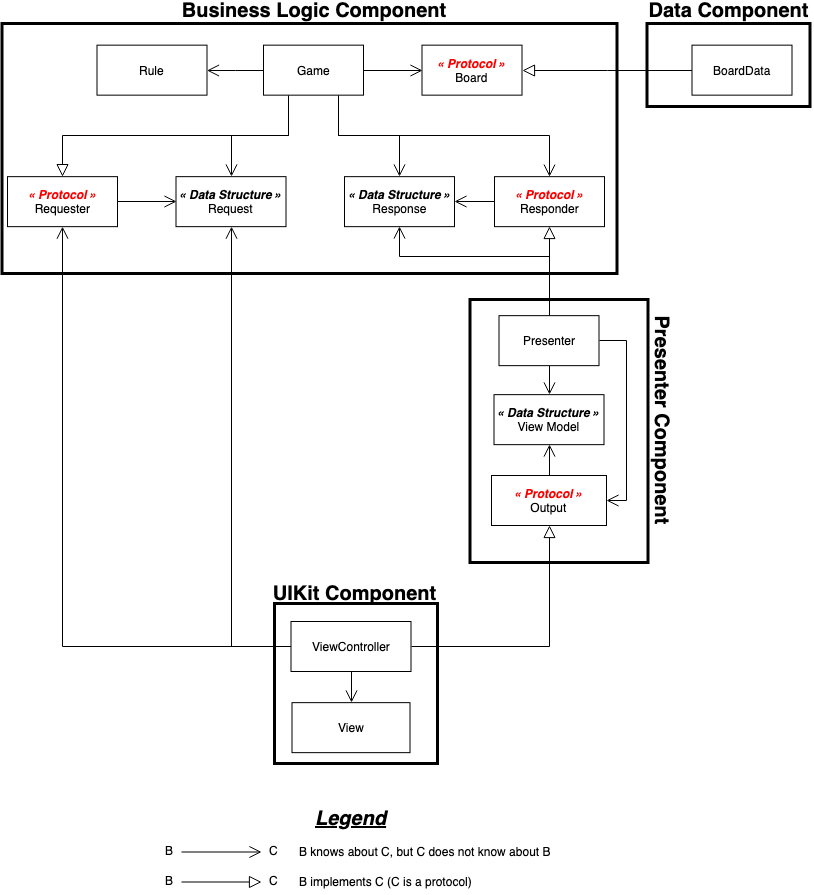 Business Logic Component
Data Component
Rule
Game
« Protocol »
Board
BoardData
« Protocol »
Requester
« Data Structure »
Request
« Data Structure »
Response
« Protocol »
Responder
Presenter Component
Presenter
« Data Structure »
View Model
« Protocol »
Output
UIKit Component
ViewController
View
Legend
B C B knows about C, but C does not know about B
B C B implements C (C is a protocol)